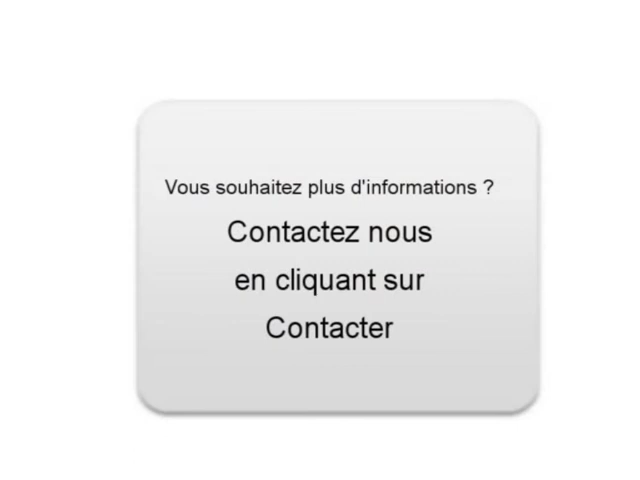 Vous souhaitez plus d'informations ?
Contactez nous
en cliquant sur
Contacter